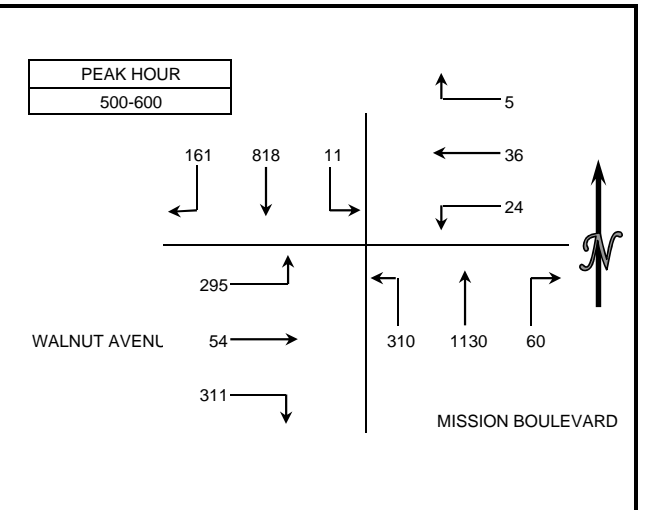 PEAK HOUR
500-600
5
161 818 11
36
24
295
WALNUT AVENU
54
310 1130 60
311
MISSION BOULEVARD
N